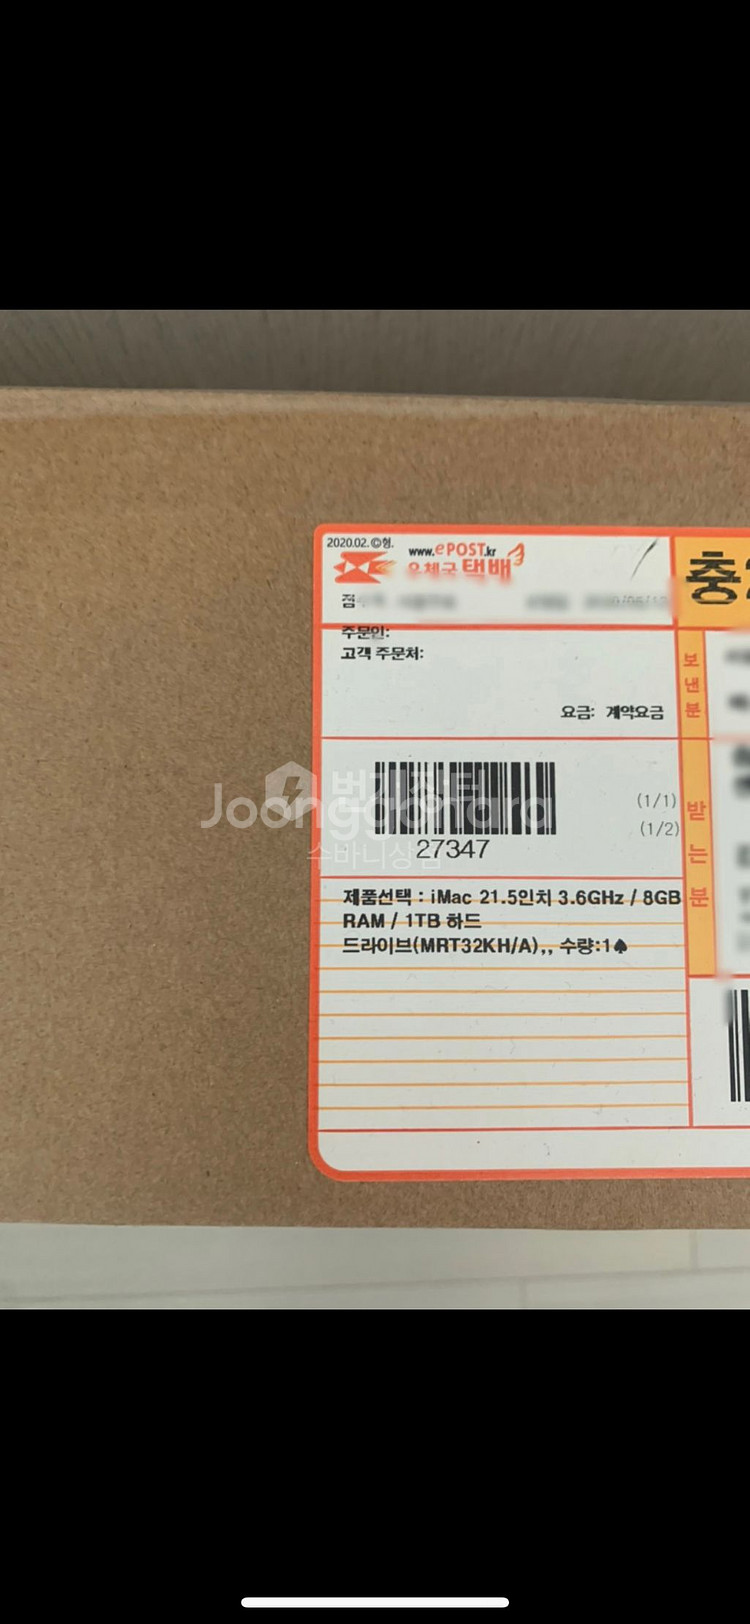 2020.02.ⓒ형.
www.ePOST.kr
우체국 택배
주문인:
고객 주문처:
요금: 계약요금
보낸분
번개장터
Joonggonara
수바니상점
(1/1)
(1/2)
27347
받는분
제품선택 : iMac 21.5인치 3.6GHz / 8GB
RAM / 1TB 하드
드라이브(MRT32KH/A),, 수량:1♠